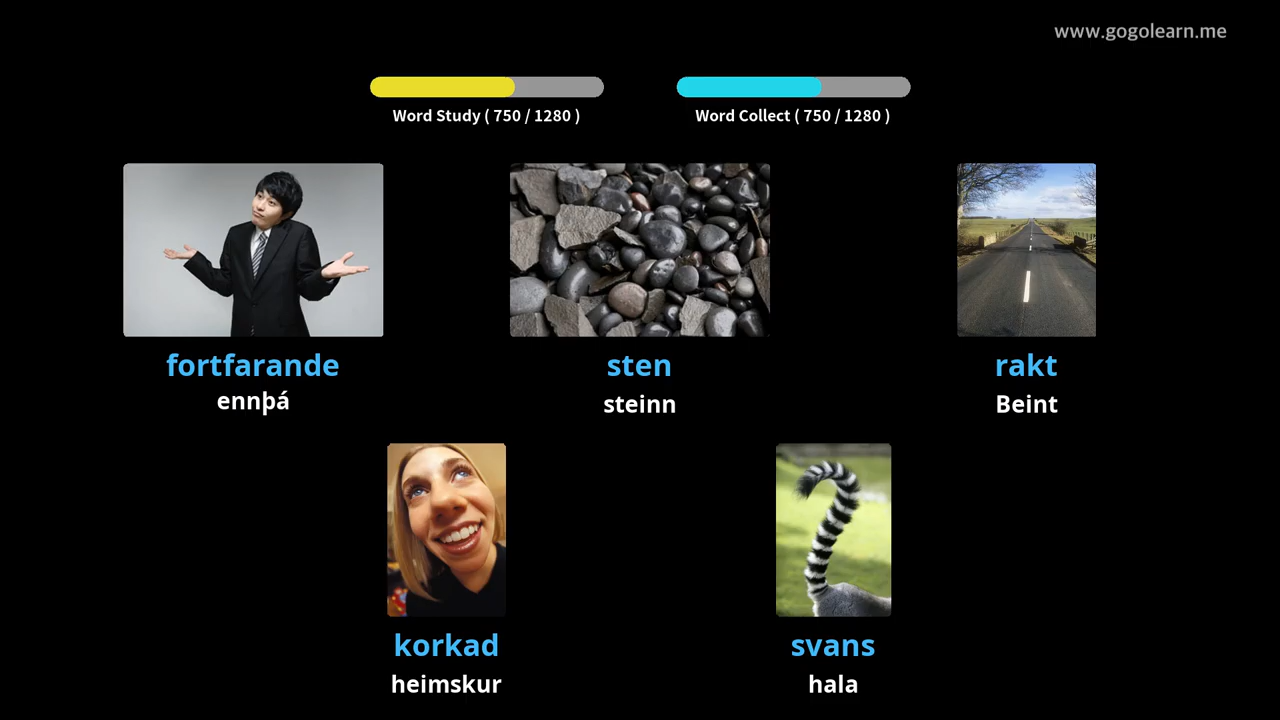 www.gogolearn.me
Word Study ( 750 / 1280 )
Word Collect ( 750 / 1280 )
fortfarande
ennþá
sten
steinn
rakt
Beint
korkad
heimskur
svans
hala